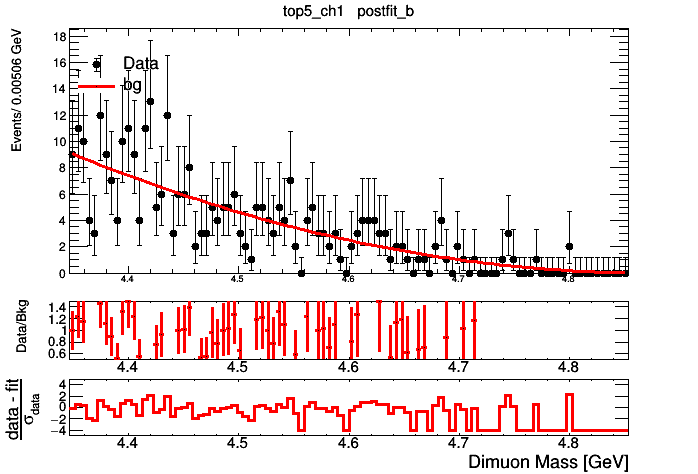 top5_ch1 postfit_b
Events/ 0.00506 GeV
18
16
14
12
10
8
6
4
2
0
Data
bg
4.4 4.5 4.6 4.7 4.8
Data/Bkg
1.4
1.2
1.0
0.8
0.6
4.4 4.5 4.6 4.7 4.8
data - fit
σdata
4
2
0
−2
−4
4.4 4.5 4.6 4.7 4.8
Dimuon Mass [GeV]